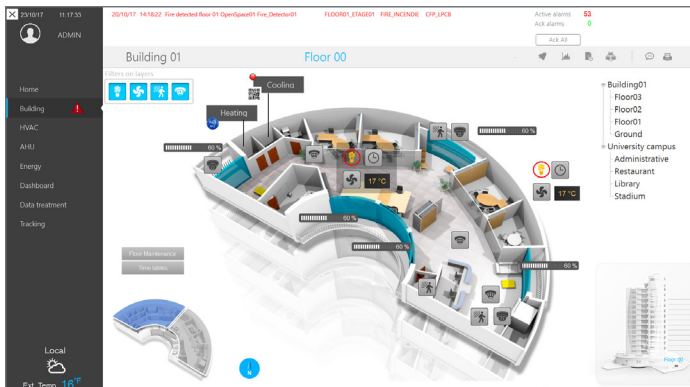 23/10/17 11:17:33
20/10/17 14:18:22 Fire detected floor 01 OpenSpace01 Fire_Detector01 FLOOR01_ETAGE01 FIRE_INCENDIE CFP_LPCB
Active alarms 53
Ack alarms 0
Ack All
ADMIN
Building 01
Floor 00
Filters on layers
Home
Building
HVAC
AHU
Energy
Dashboard
Data treatment
Tracking
Cooling
Heating
60 %
60 %
60 %
60 %
60 %
60 %
17 °C
17 °C
Building01
Floor03
Floor02
Floor01
Ground
University campus
Administrative
Restaurant
Library
Stadium
Floor Maintenance
Time tables
N
Floor 00
Local
Ext. Temp 16°F